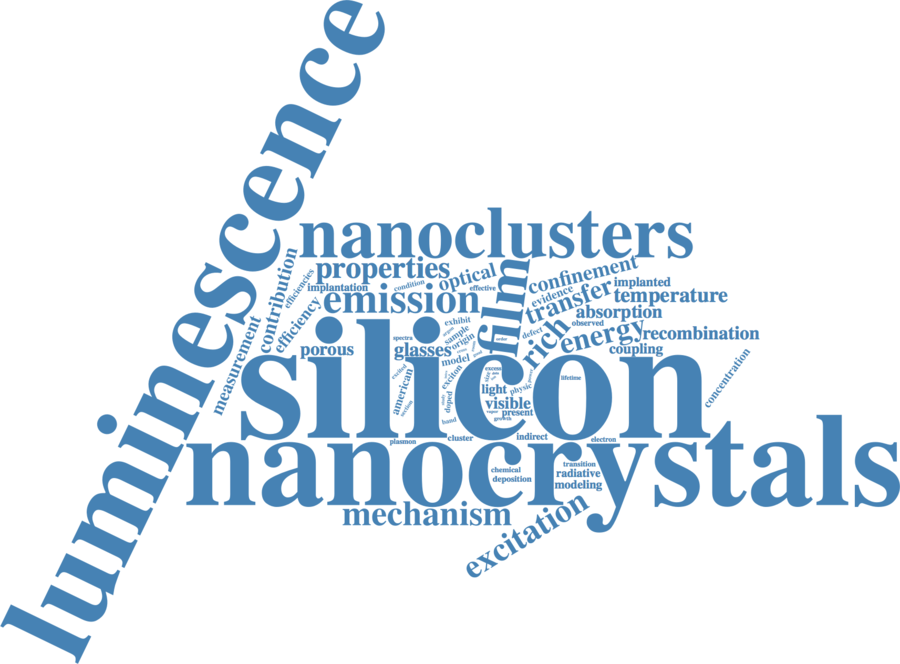 luminescence
nanoclusters
contribution
efficiencies
properties
condition
optical
effective
implantation
emission
film
confinement
evidence
implanted
transfer
temperature
absorption
observed
efficiency
measurement
porous
spectra
glasses
exhibit
sample
origin
model
exciton
order
defect
rich
energy
recombination
coupling
silicon
american
doped
band
excess
light
physic
visible
present
growth
lifetime
concentration
plasmon
cluster
indirect
electron
nanocrystals
chemical
deposition
transition
radiative
modeling
mechanism
excitation